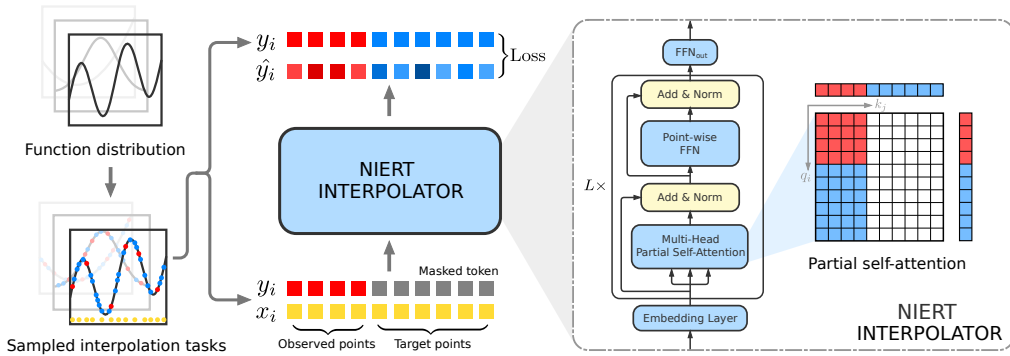 Function distribution
Sampled interpolation tasks
y_i
ŷ_i
Loss
NIERT
INTERPOLATOR
Masked token
y_i
x_i
Observed points
Target points
FFN_out
Add & Norm
Point-wise
FFN
L×
Add & Norm
Multi-Head
Partial Self-Attention
Embedding Layer
k_j
q_i
Partial self-attention
NIERT
INTERPOLATOR